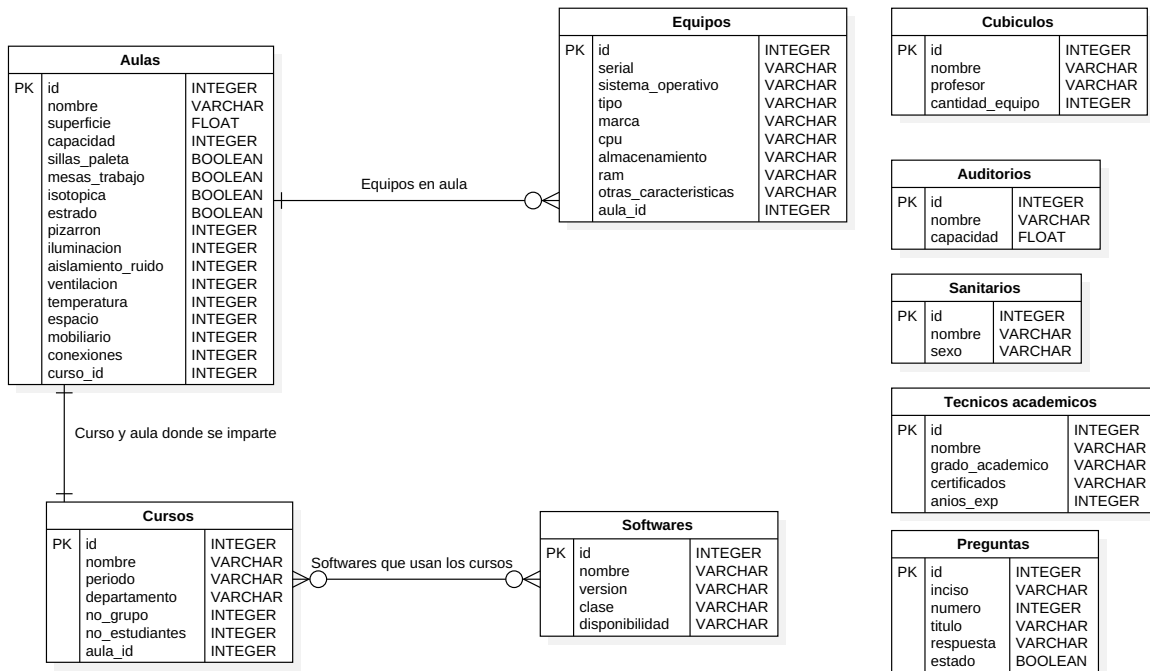 Aulas
PK id INTEGER
nombre VARCHAR
superficie FLOAT
capacidad INTEGER
sillas_paleta BOOLEAN
mesas_trabajo BOOLEAN
isotopica BOOLEAN
estrado BOOLEAN
pizarron INTEGER
iluminacion INTEGER
aislamiento_ruido INTEGER
ventilacion INTEGER
temperatura INTEGER
espacio INTEGER
mobiliario INTEGER
conexiones INTEGER
curso_id INTEGER
Equipos en aula
Equipos
PK id INTEGER
serial VARCHAR
sistema_operativo VARCHAR
tipo VARCHAR
marca VARCHAR
cpu VARCHAR
almacenamiento VARCHAR
ram VARCHAR
otras_caracteristicas VARCHAR
aula_id INTEGER
Curso y aula donde se imparte
Cursos
PK id INTEGER
nombre VARCHAR
periodo VARCHAR
departamento VARCHAR
no_grupo INTEGER
no_estudiantes INTEGER
aula_id INTEGER
Softwares que usan los cursos
Softwares
PK id INTEGER
nombre VARCHAR
version VARCHAR
clase VARCHAR
disponibilidad VARCHAR
Cubiculos
PK id INTEGER
nombre VARCHAR
profesor VARCHAR
cantidad_equipo INTEGER
Auditorios
PK id INTEGER
nombre VARCHAR
capacidad FLOAT
Sanitarios
PK id INTEGER
nombre VARCHAR
sexo VARCHAR
Tecnicos academicos
PK id INTEGER
nombre VARCHAR
grado_academico VARCHAR
certificados VARCHAR
anios_exp INTEGER
Preguntas
PK id INTEGER
inciso VARCHAR
numero INTEGER
titulo VARCHAR
respuesta VARCHAR
estado BOOLEAN